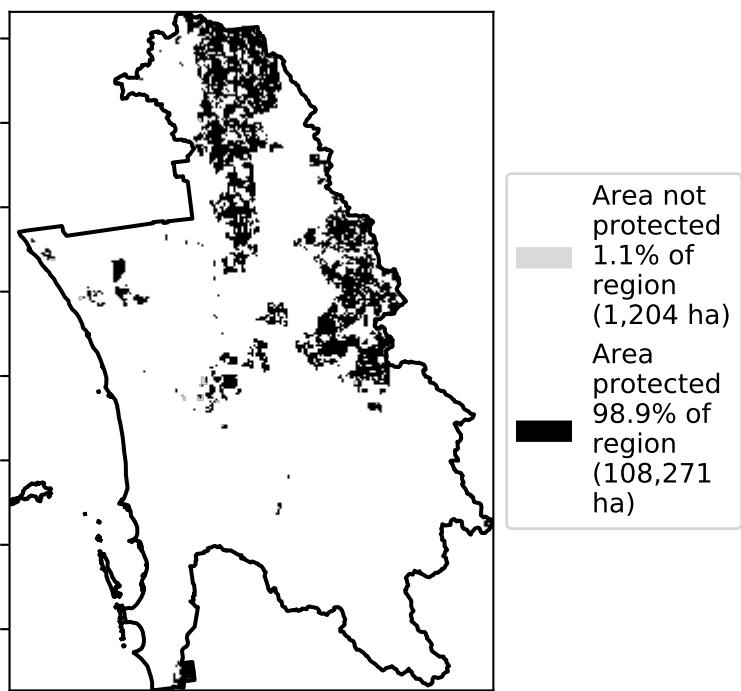 Area not
protected
1.1% of
region
(1,204 ha)
Area
protected
98.9% of
region
(108,271
ha)